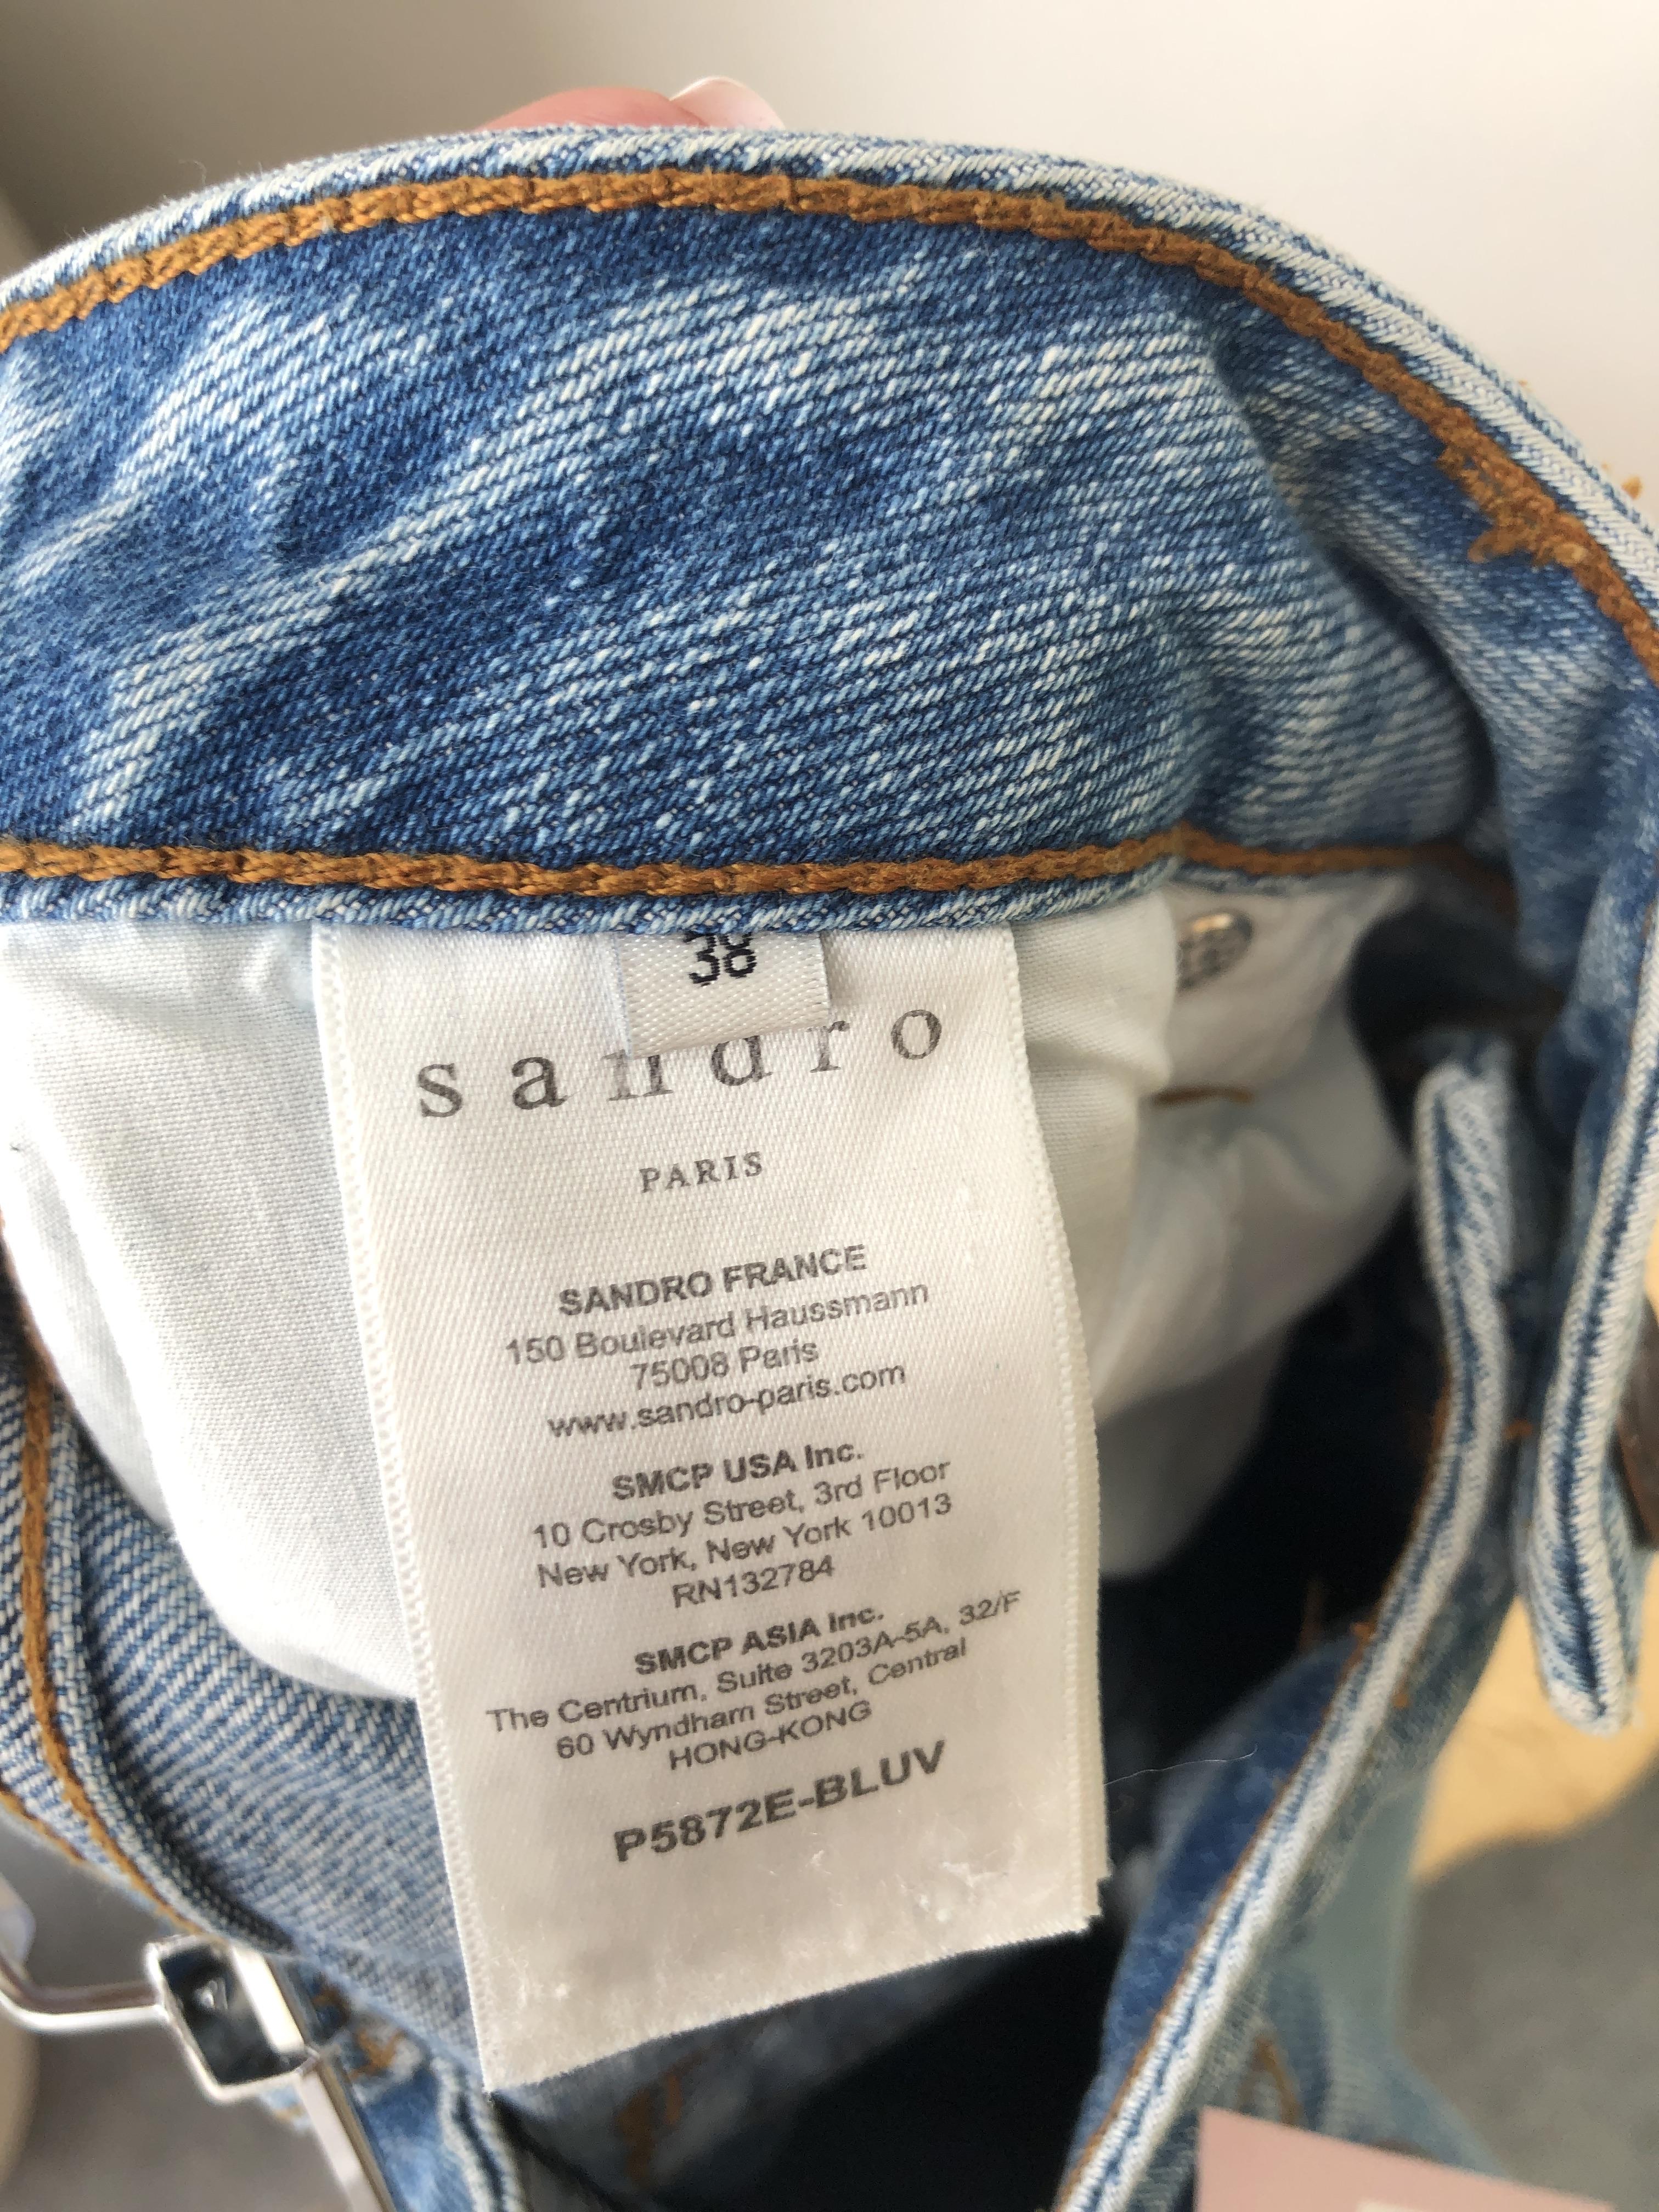 38
sandro
PARIS
SANDRO FRANCE
150 Boulevard Haussmann
75008 Paris
www.sandro-paris.com
SMCP USA Inc.
10 Crosby Street, 3rd Floor
New York, New York 10013
RN132784
SMCP ASIA Inc.
The Centrium, Suite 3203A-5A, 32/F
60 Wyndham Street, Central
HONG-KONG
P5872E-BLUV